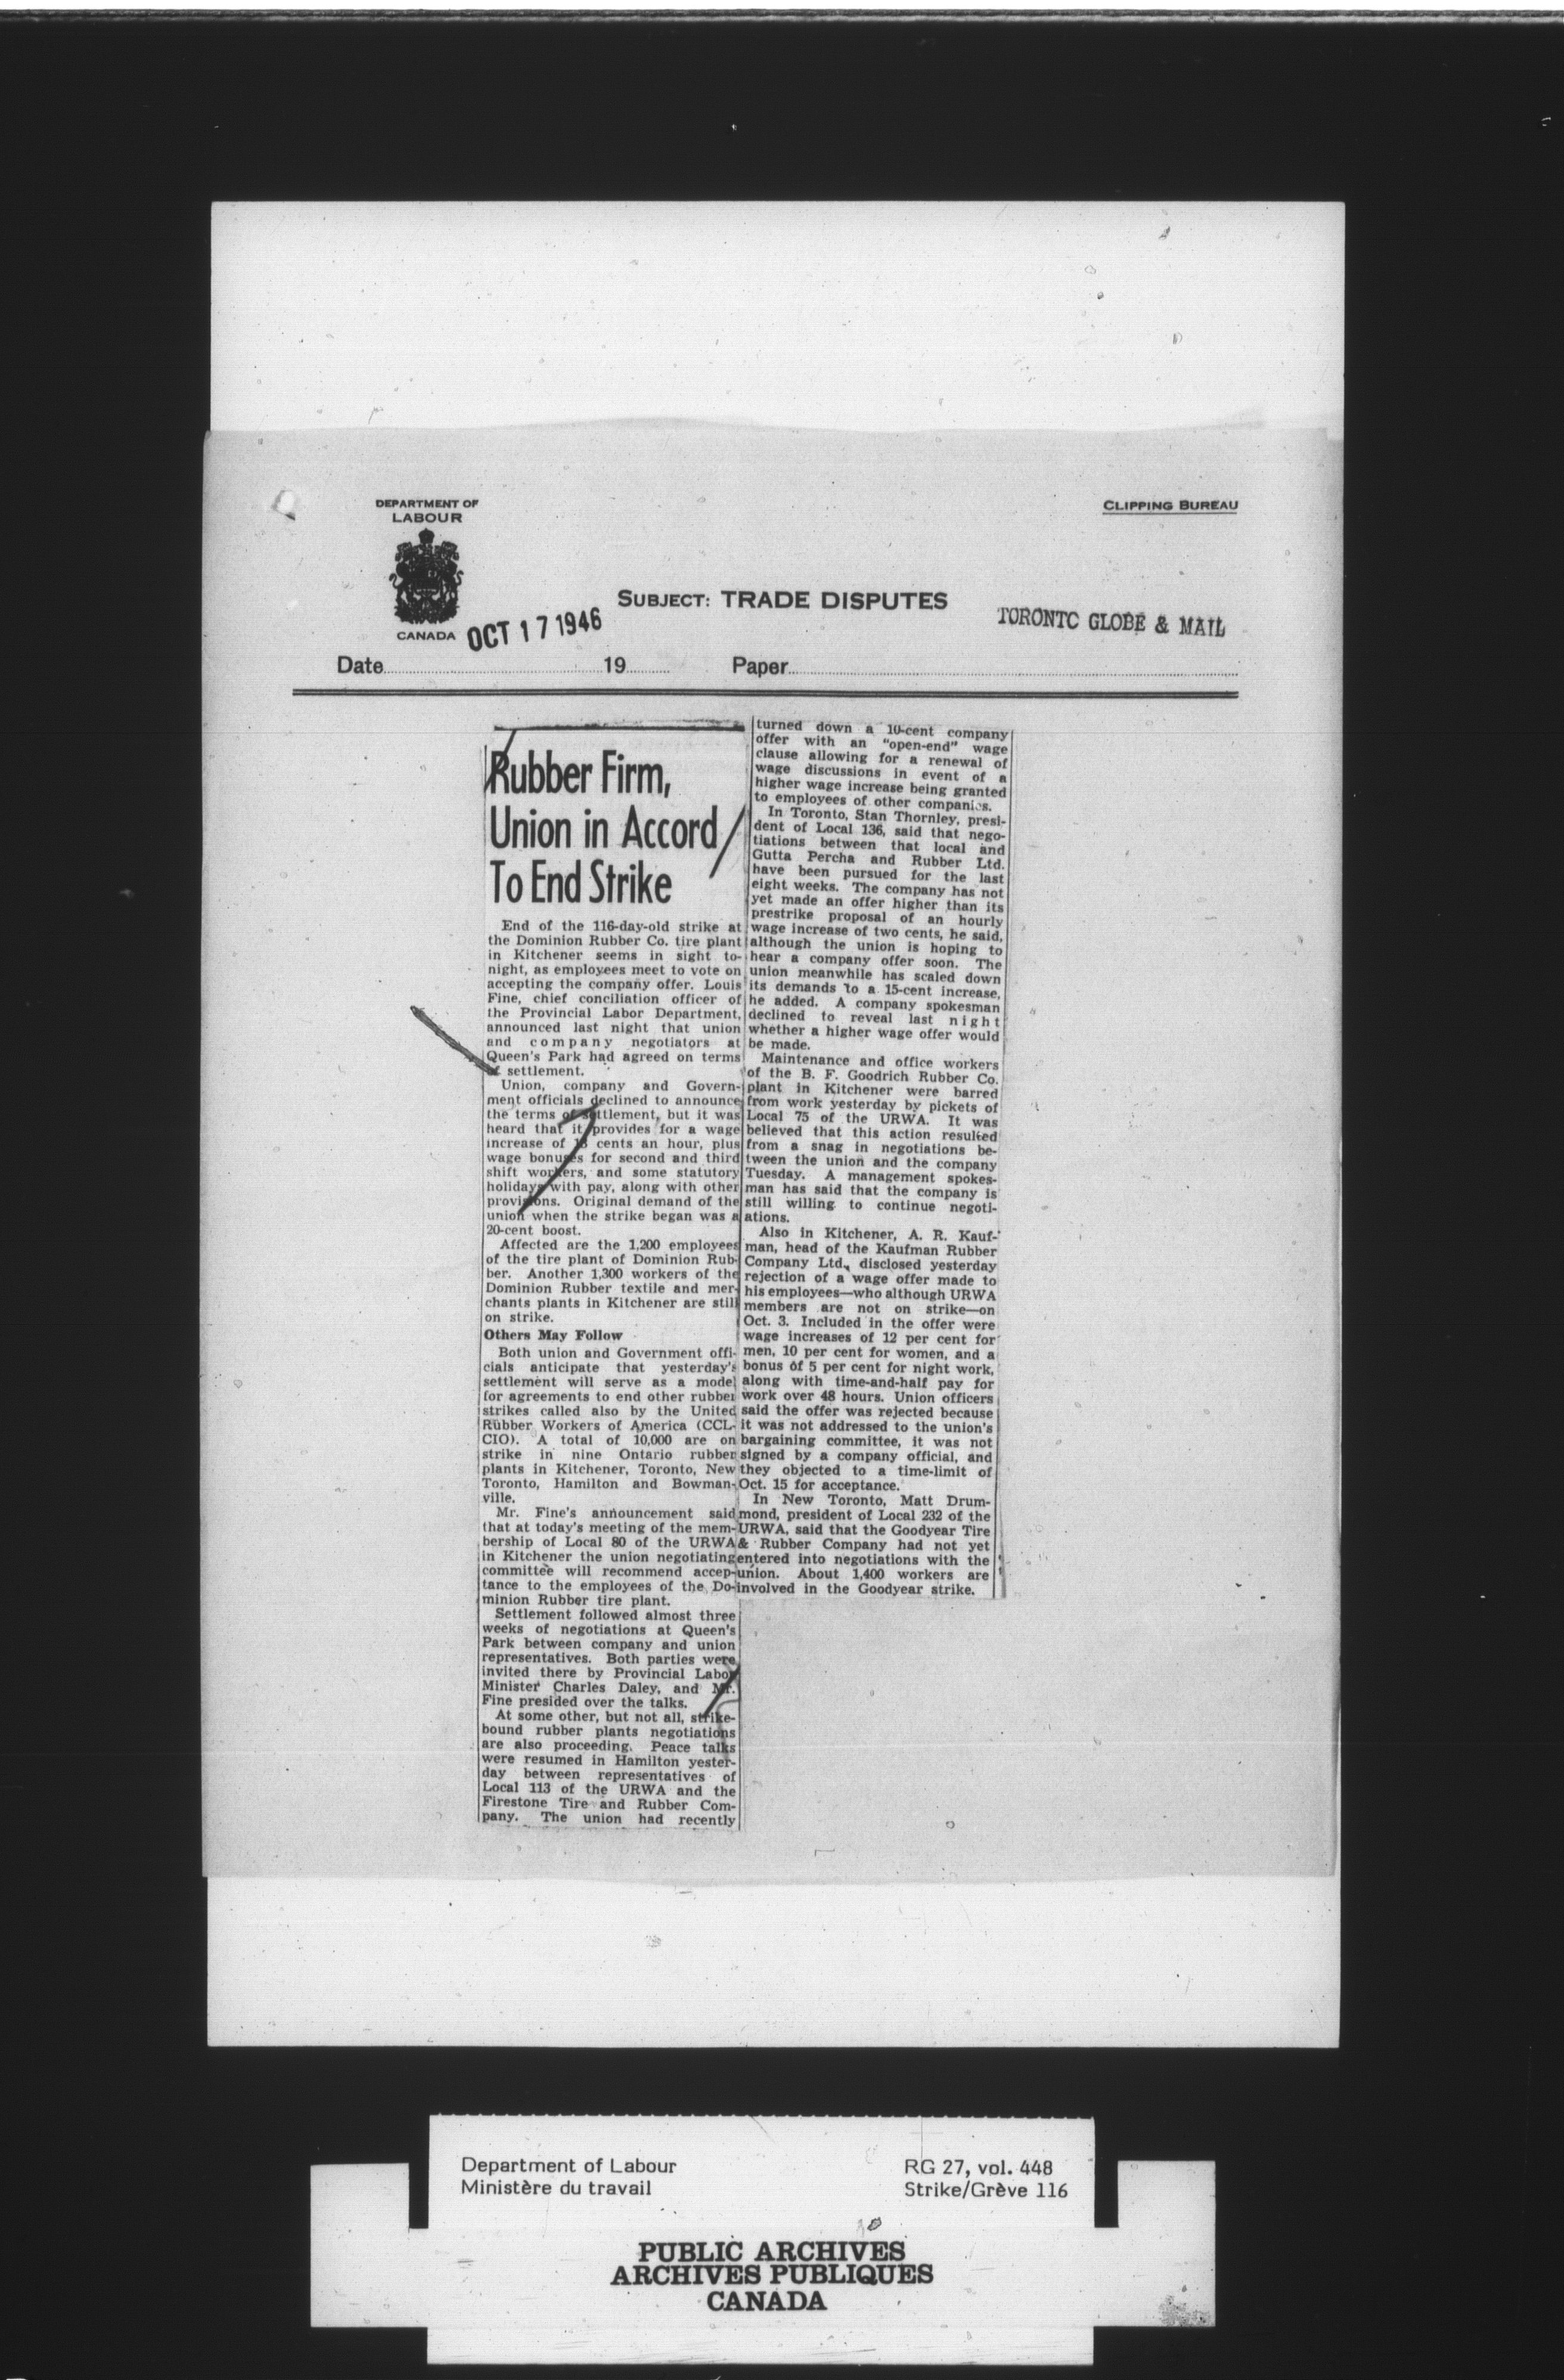 DEPARTMENT OF
LABOUR
CANADA
CLIPPING BUREAU
SUBJECT: TRADE DISPUTES
OCT 17 1946
TORONTC GLOBE & MAIL
Date 19 Paper
Rubber Firm,
Union in Accord
To End Strike
End of the 116-day-old strike at
the Dominion Rubber Co. tire plant
in Kitchener seems in sight to-
night, as employees meet to vote on
accepting the company offer. Louis
Fine, chief conciliation officer of
the Provincial Labor Department,
announced last night that union
and company negotiators at
Queen's Park had agreed on terms
of settlement.
Union, company and Govern-
ment officials declined to announce
the terms of settlement, but it was
heard that it provides for a wage
increase of cents an hour, plus
wage bonuses for second and third
shift workers, and some statutory
holidays with pay, along with other
provisions. Original demand of the
union when the strike began was a
20-cent boost.
Affected are the 1,200 employees
of the tire plant of Dominion Rub-
ber. Another 1,300 workers of the
Dominion Rubber textile and mer-
chants plants in Kitchener are still
on strike.
Others May Follow
Both union and Government offi-
cials anticipate that yesterday's
settlement will serve as a model
for agreements to end other rubber
strikes called also by the United
Rubber Workers of America (CCL-
CIO). A total of 10,000 are on
strike in nine Ontario rubber
plants in Kitchener, Toronto, New
Toronto, Hamilton and Bowman-
ville.
Mr. Fine's announcement said
that at today's meeting of the mem-
bership of Local 80 of the URWA
in Kitchener the union negotiating
committee will recommend accep-
tance to the employees of the Do-
minion Rubber tire plant.
Settlement followed almost three
weeks of negotiations at Queen's
Park between company and union
representatives. Both parties were
invited there by Provincial Labor
Minister Charles Daley, and Mr.
Fine presided over the talks.
At some other, but not all, strike-
bound rubber plants negotiations
are also proceeding. Peace talks
were resumed in Hamilton yester-
day between representatives of
Local 113 of the URWA and the
Firestone Tire and Rubber Com-
pany. The union had recently
turned down a 10-cent company
offer with an "open-end" wage
clause allowing for a renewal of
wage discussions in event of a
higher wage increase being granted
to employees of other companies.
In Toronto, Stan Thornley, presi-
dent of Local 136, said that nego-
tiations between that local and
Gutta Percha and Rubber Ltd.
have been pursued for the last
eight weeks. The company has not
yet made an offer higher than its
prestrike proposal of an hourly
wage increase of two cents, he said,
although the union is hoping to
hear a company offer soon. The
union meanwhile has scaled down
its demands to a 15-cent increase,
he added. A company spokesman
declined to reveal last night
whether a higher wage offer would
be made.
Maintenance and office workers
of the B. F. Goodrich Rubber Co.
plant in Kitchener were barred
from work yesterday by pickets of
Local 75 of the URWA. It was
believed that this action resulted
from a snag in negotiations be-
tween the union and the company
Tuesday. A management spokes-
man has said that the company is
still willing to continue negoti-
ations.
Also in Kitchener, A. R. Kauf-
man, head of the Kaufman Rubber
Company Ltd., disclosed yesterday
rejection of a wage offer made to
his employees—who although URWA
members are not on strike—on
Oct. 3. Included in the offer were
wage increases of 12 per cent for
men, 10 per cent for women, and a
bonus of 5 per cent for night work,
along with time-and-half pay for
work over 48 hours. Union officers
said the offer was rejected because
it was not addressed to the union's
bargaining committee, it was not
signed by a company official, and
they objected to a time-limit of
Oct. 15 for acceptance.
In New Toronto, Matt Drum-
mond, president of Local 232 of the
URWA, said that the Goodyear Tire
& Rubber Company had not yet
entered into negotiations with the
union. About 1,400 workers are
involved in the Goodyear strike.
Department of Labour
Ministère du travail
RG 27, vol. 448
Strike/Grève 116
PUBLIC ARCHIVES
ARCHIVES PUBLIQUES
CANADA